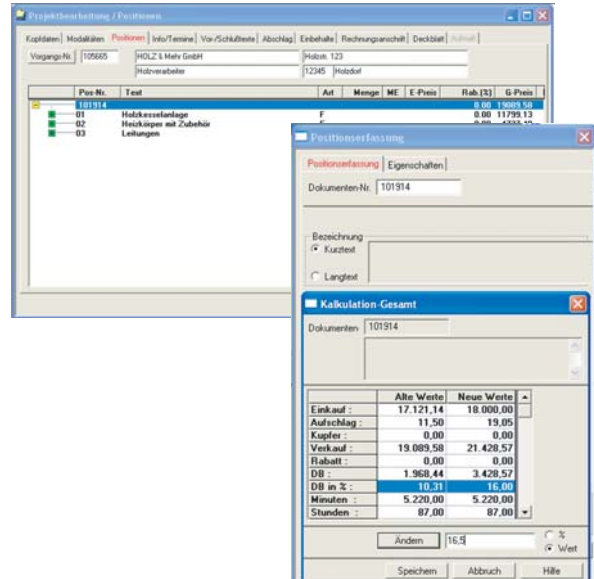 Projektbearbeitung / Positionen
Kopfdaten Modalitäten Positionen Info/Termine Vor-/Schlußtexte Abschlag Einbehalte Rechnungsanschrift Deckblatt
Vorgangs-Nr. 105665 HOLZ & Mehr GmbH Holzstr. 123
Holzverarbeiter 12345 Holzdorf
Pos-Nr. Text Art Menge ME E-Preis Rab.(%) G-Preis
101914 0.00 19089.58
01 Holzkesselanlage F 0.00 11799.13
02 Heizkörper mit Zubehör
03 Leitungen
Positionserfassung
Positionserfassung Eigenschaften
Dokumenten-Nr. 101914
Bezeichnung
Kurztext
Langtext
Kalkulation-Gesamt
Dokumenten- 101914
Alte Werte Neue Werte
Einkauf : 17.121,14 18.000,00
Aufschlag : 11,50 19,05
Kupfer : 0,00 0,00
Verkauf : 19.089,58 21.428,57
Rabatt : 0,00 0,00
DB : 1.968,44 3.428,57
DB in % : 10,31 16,00
Minuten : 5.220,00 5.220,00
Stunden : 87,00 87,00
Ändern 16,5 %
Wert
Speichern Abbruch Hilfe